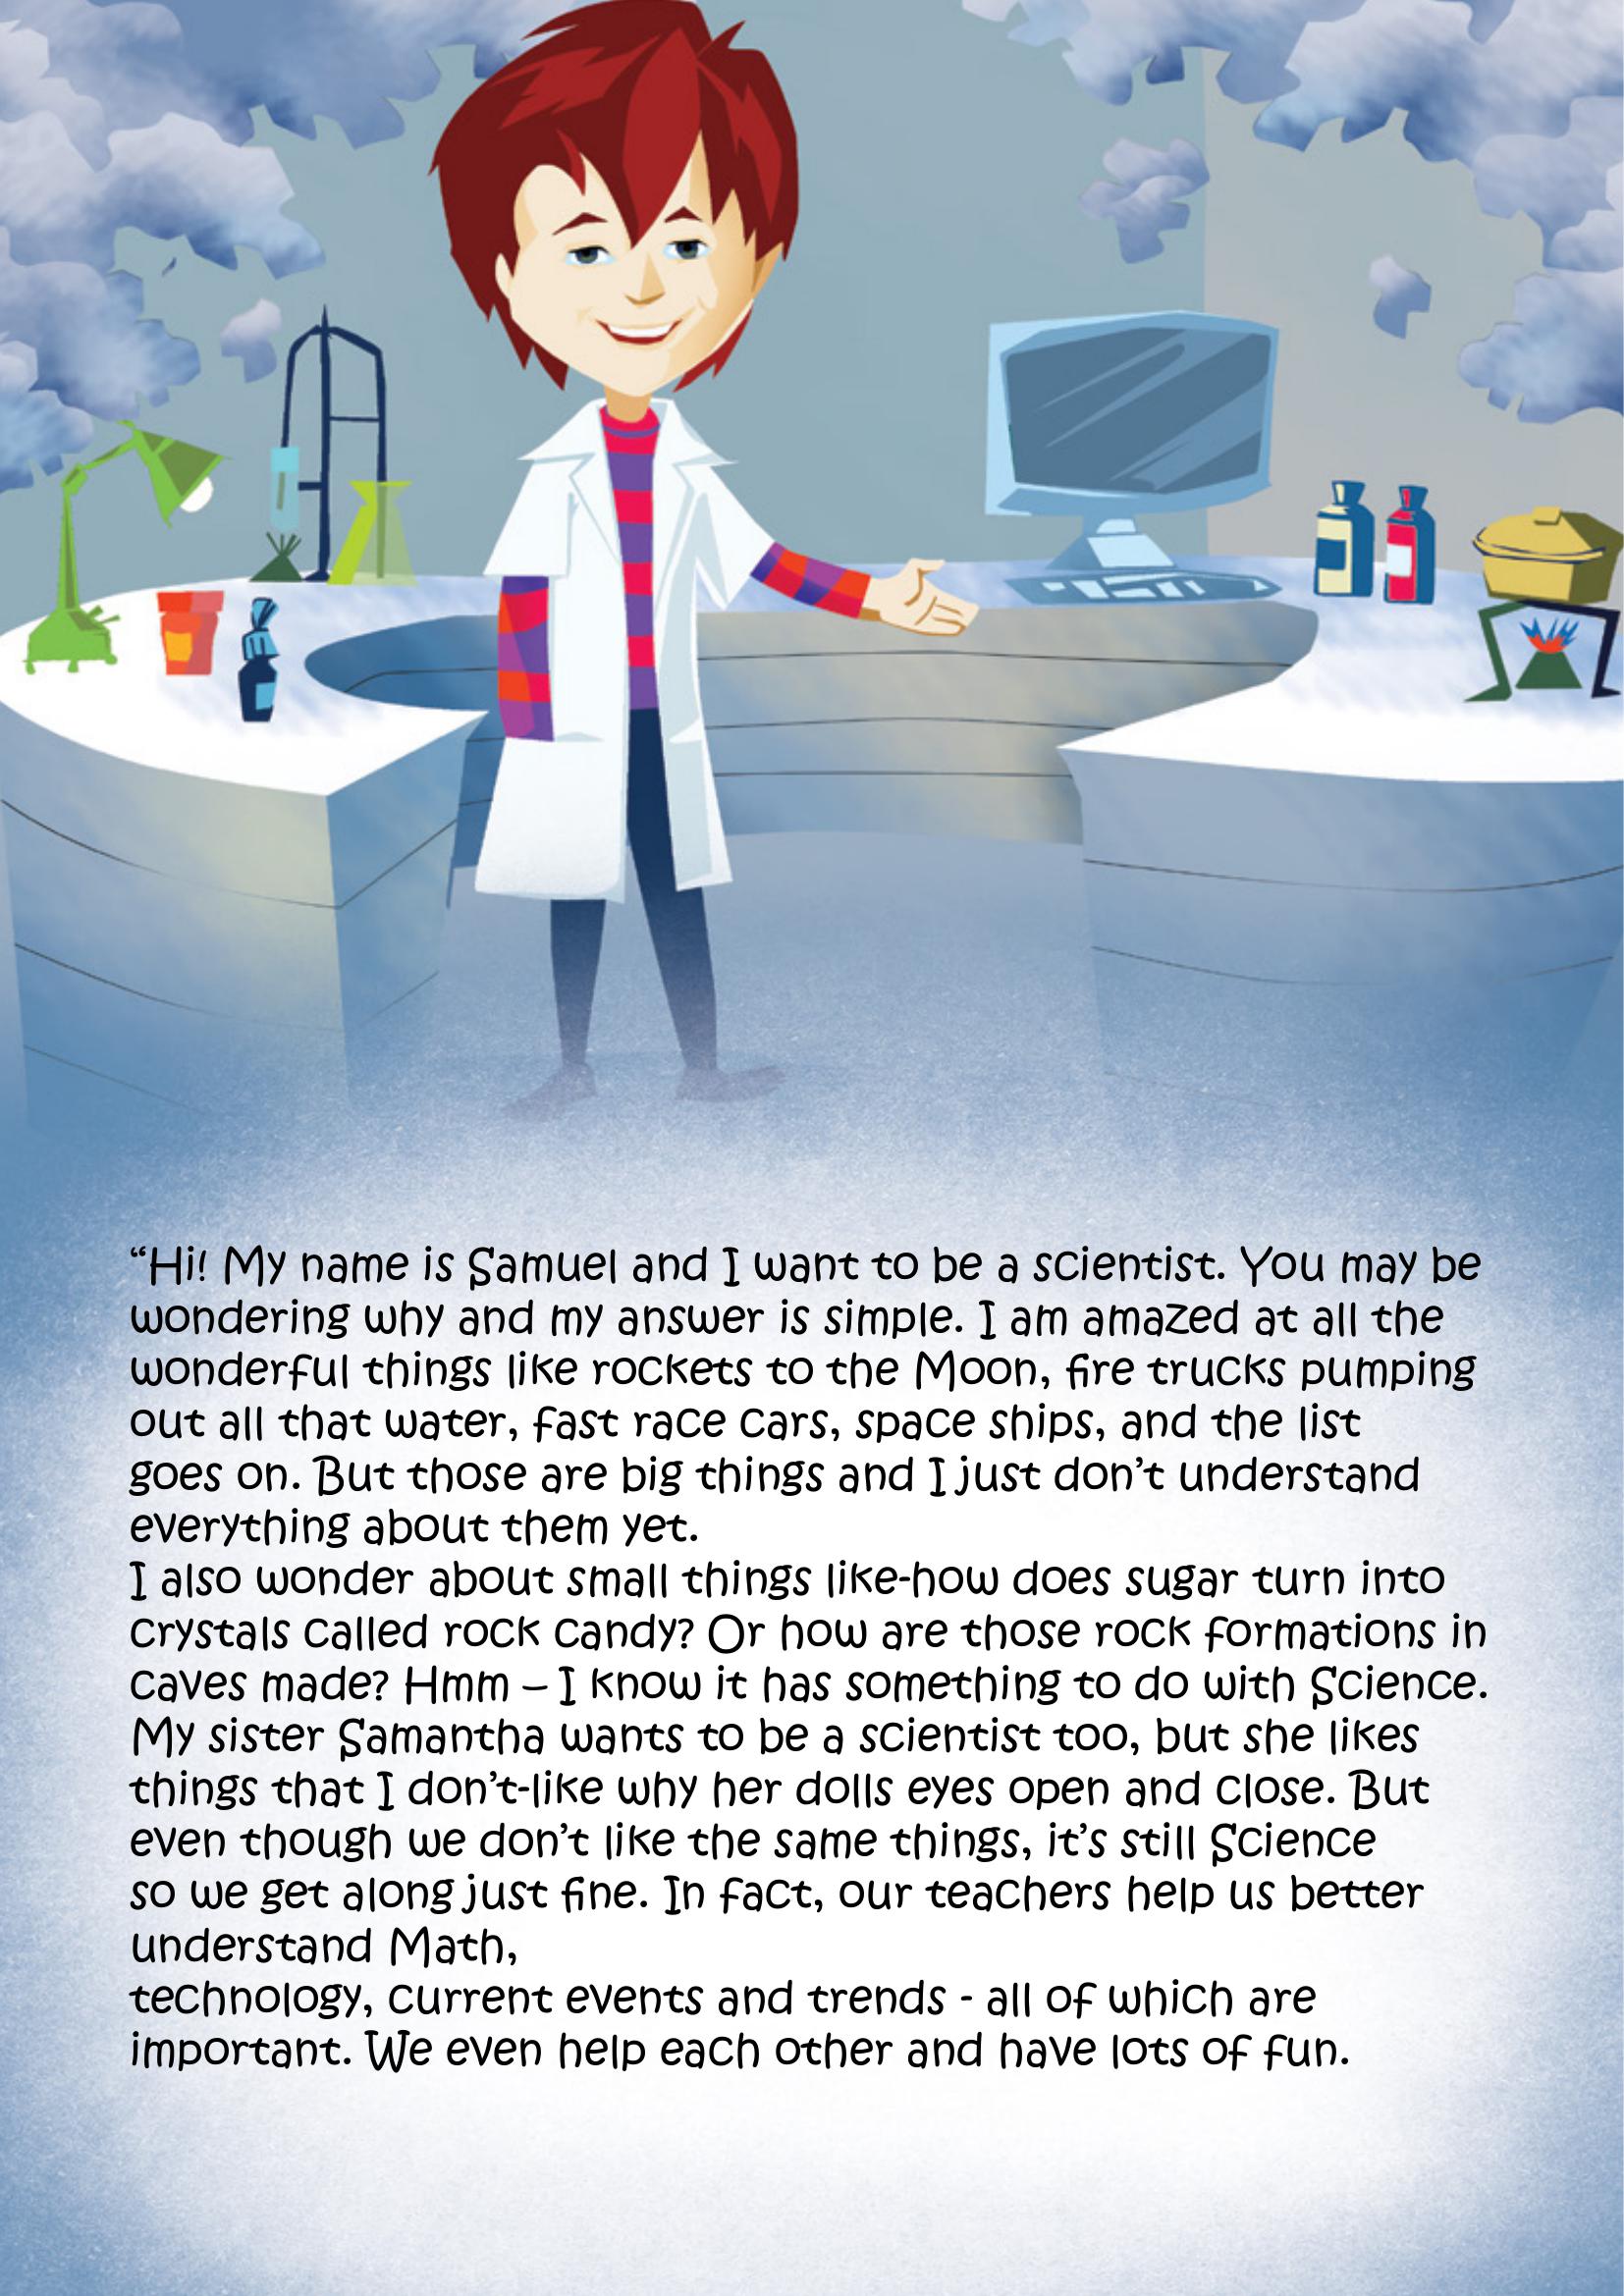 “Hi! My name is Samuel and I want to be a scientist. You may be
wondering why and my answer is simple. I am amazed at all the
wonderful things like rockets to the Moon, fire trucks pumping
out all that water, fast race cars, space ships, and the list
goes on. But those are big things and I just don’t understand
everything about them yet.
I also wonder about small things like-how does sugar turn into
crystals called rock candy? Or how are those rock formations in
caves made? Hmm – I know it has something to do with Science.
My sister Samantha wants to be a scientist too, but she likes
things that I don’t-like why her dolls eyes open and close. But
even though we don’t like the same things, it’s still Science
so we get along just fine. In fact, our teachers help us better
understand Math,
technology, current events and trends - all of which are
important. We even help each other and have lots of fun.